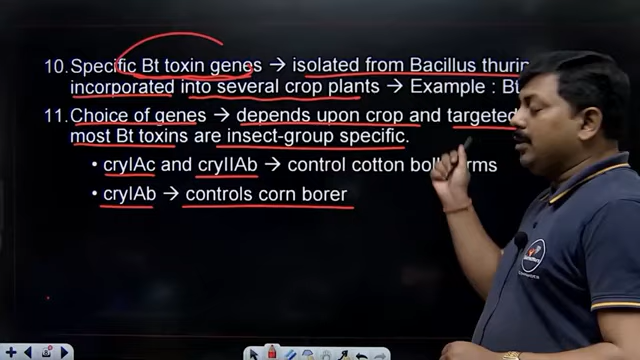 10. Specific Bt toxin genes → isolated from Bacillus
incorporated into several crop plants → Example : Bt
11. Choice of genes → depends upon crop and targeted
most Bt toxins are insect-group specific.
• cryIAc and cryIIAb → control cotton
• cryIAb → controls corn borer